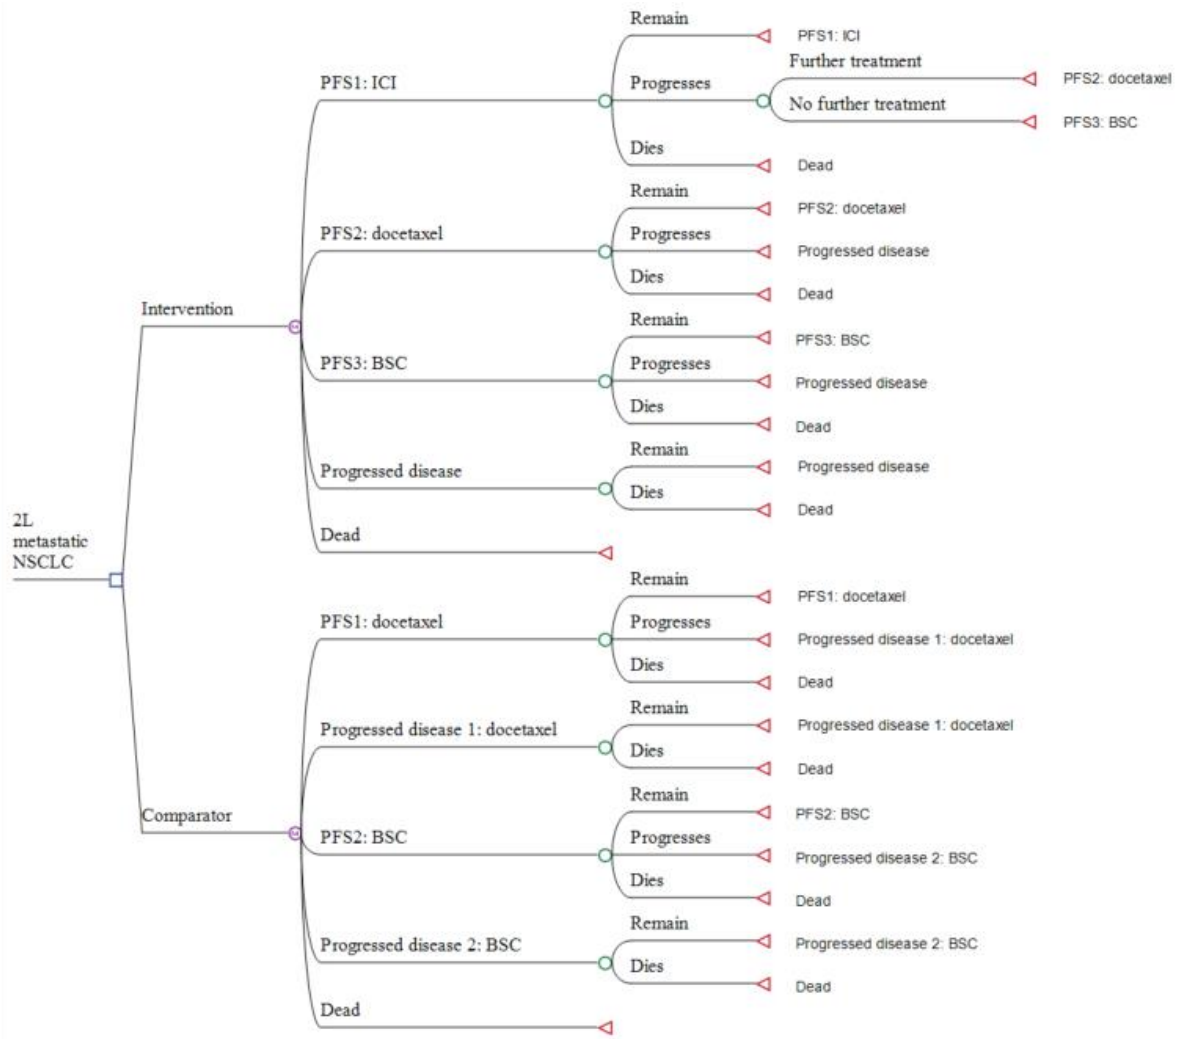 Remain
PFS1: ICI
Further treatment
PFS1: ICI
Progresses
PFS2: docetaxel
No further treatment
PFS3: BSC
Dies
Dead
Remain
PFS2: docetaxel
PFS2: docetaxel
Progresses
Progressed disease
Dies
Dead
Intervention
Remain
PFS3: BSC
PFS3: BSC
Progresses
Progressed disease
Dies
Dead
Remain
Progressed disease
Progressed disease
Dies
Dead
2L
metastatic
NSCLC
Dead
Remain
PFS1: docetaxel
PFS1: docetaxel
Progresses
Progressed disease 1: docetaxel
Dies
Dead
Remain
Progressed disease 1: docetaxel
Progressed disease 1: docetaxel
Dies
Dead
Comparator
Remain
PFS2: BSC
PFS2: BSC
Progresses
Progressed disease 2: BSC
Dies
Dead
Remain
Progressed disease 2: BSC
Progressed disease 2: BSC
Dies
Dead
Dead